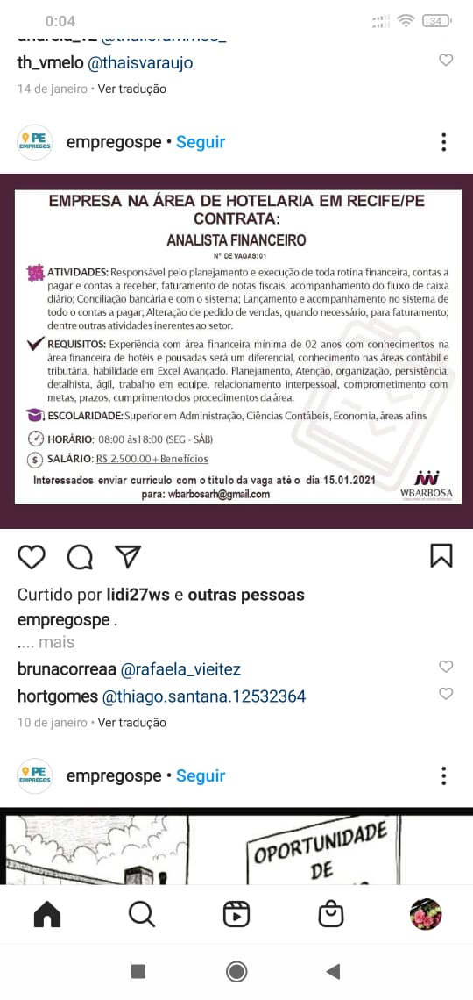 0:04
34
th_vmelo @thaisvaraujo
14 de janeiro • Ver tradução
PE
EMPREGOS
empregospe • Seguir
EMPRESA NA ÁREA DE HOTELARIA EM RECIFE/PE
CONTRATA:
ANALISTA FINANCEIRO
N° DE VAGAS:01
ATIVIDADES: Responsável pelo planejamento e execução de toda rotina financeira, contas a
pagar e contas a receber, faturamento de notas fiscais, acompanhamento do fluxo de caixa
diário; Conciliação bancária e com o sistema; Lançamento e acompanhamento no sistema de
todo o contas a pagar; Alteração de pedido de vendas, quando necessário, para faturamento;
dentre outras atividades inerentes ao setor.
REQUISITOS: Experiência com área financeira mínima de 02 anos com conhecimentos na
área financeira de hotéis e pousadas será um diferencial, conhecimento nas áreas contábil e
tributária, habilidade em Excel Avançado. Planejamento, Atenção, organização, persistência,
detalhista, ágil, trabalho em equipe, relacionamento interpessoal, comprometimento com
metas, prazos, cumprimento dos procedimentos da área.
ESCOLARIDADE: Superior em Administração, Ciências Contábeis, Economia, áreas afins
HORÁRIO: 08:00 às 18:00 (SEG - SÁB)
SALÁRIO: R$ 2.500,00 + Benefícios
Interessados enviar curriculo com o titulo da vaga até o dia 15.01.2021
para: wbarbosarh@gmail.com
WBARBOSA
Curtido por lidi27ws e outras pessoas
empregospe .
.... mais
brunacorreaa @rafaela_vieitez
hortgomes @thiago.santana.12532364
10 de janeiro • Ver tradução
PE
EMPREGOS
empregospe • Seguir
OPORTUNIDADE
DE